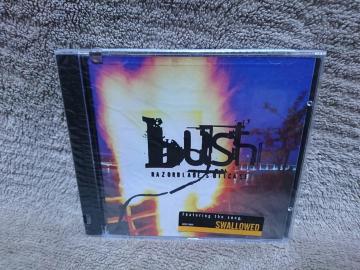 bush
RAZORBLADE SUITCASE
featuring the song,
SWALLOWED